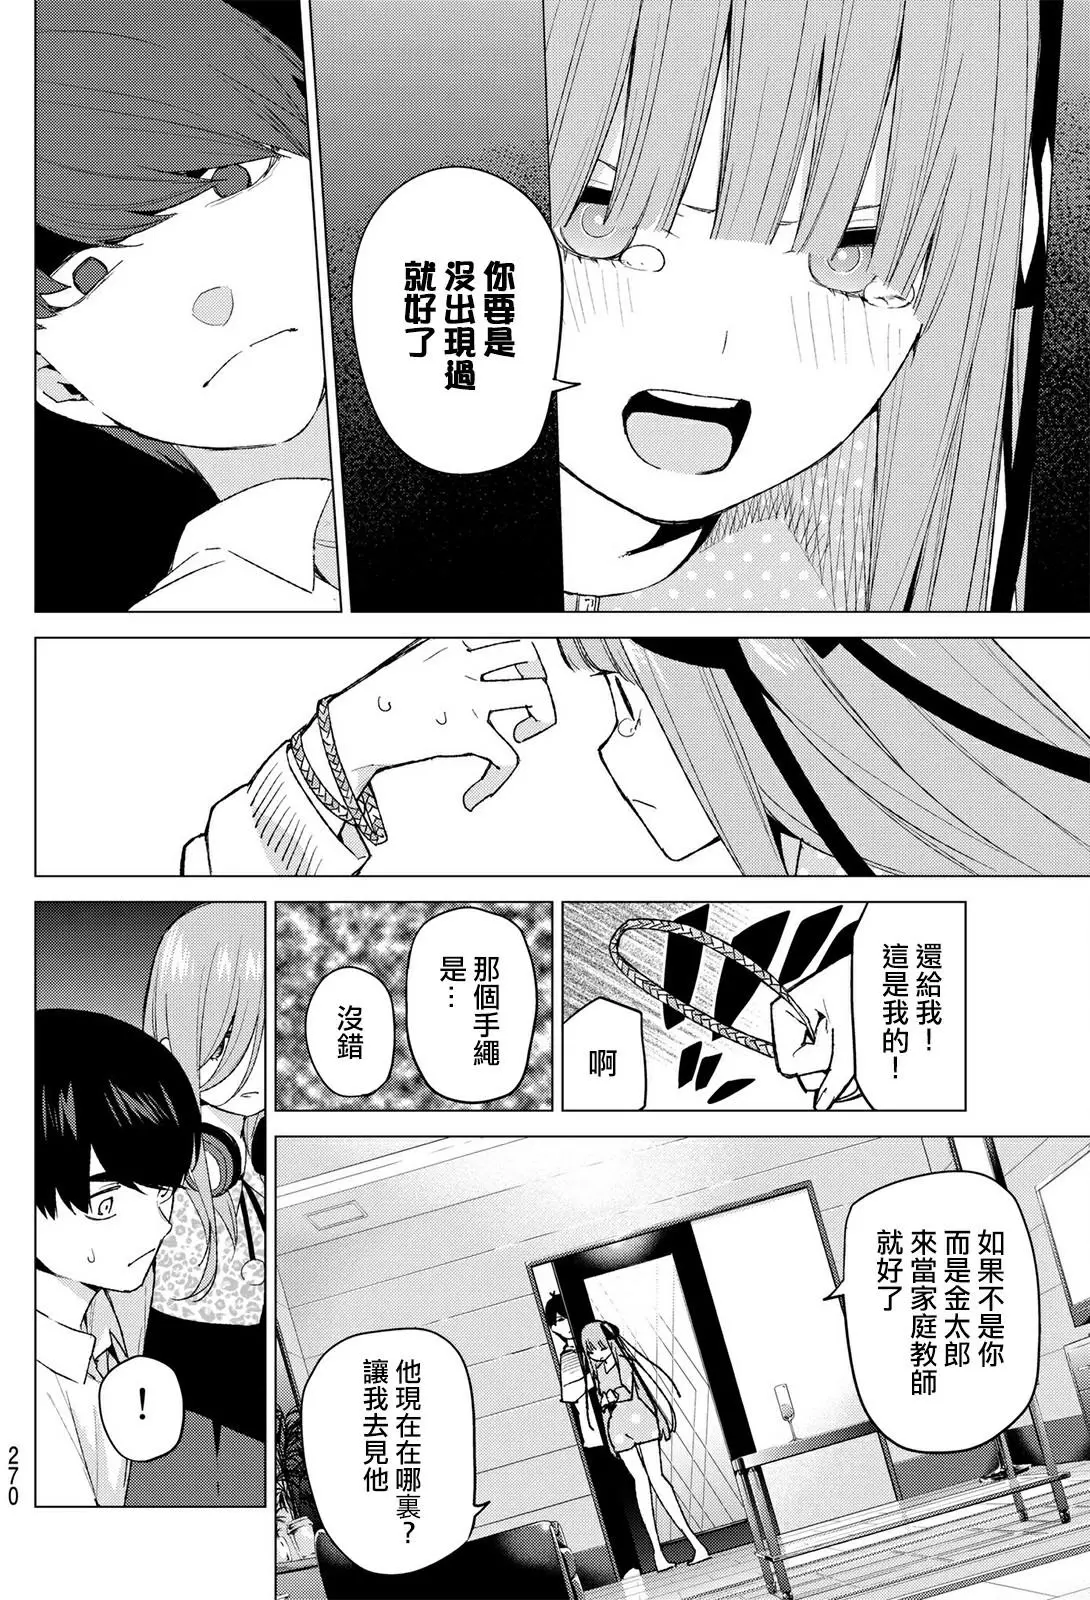 你要是
沒出現過
就好了
還給我！
這是我的！
啊
那個手繩
是…
沒錯
如果不是你
而是金太郎
來當家庭教師
就好了
他現在在哪裏？
讓我去見他
！
270